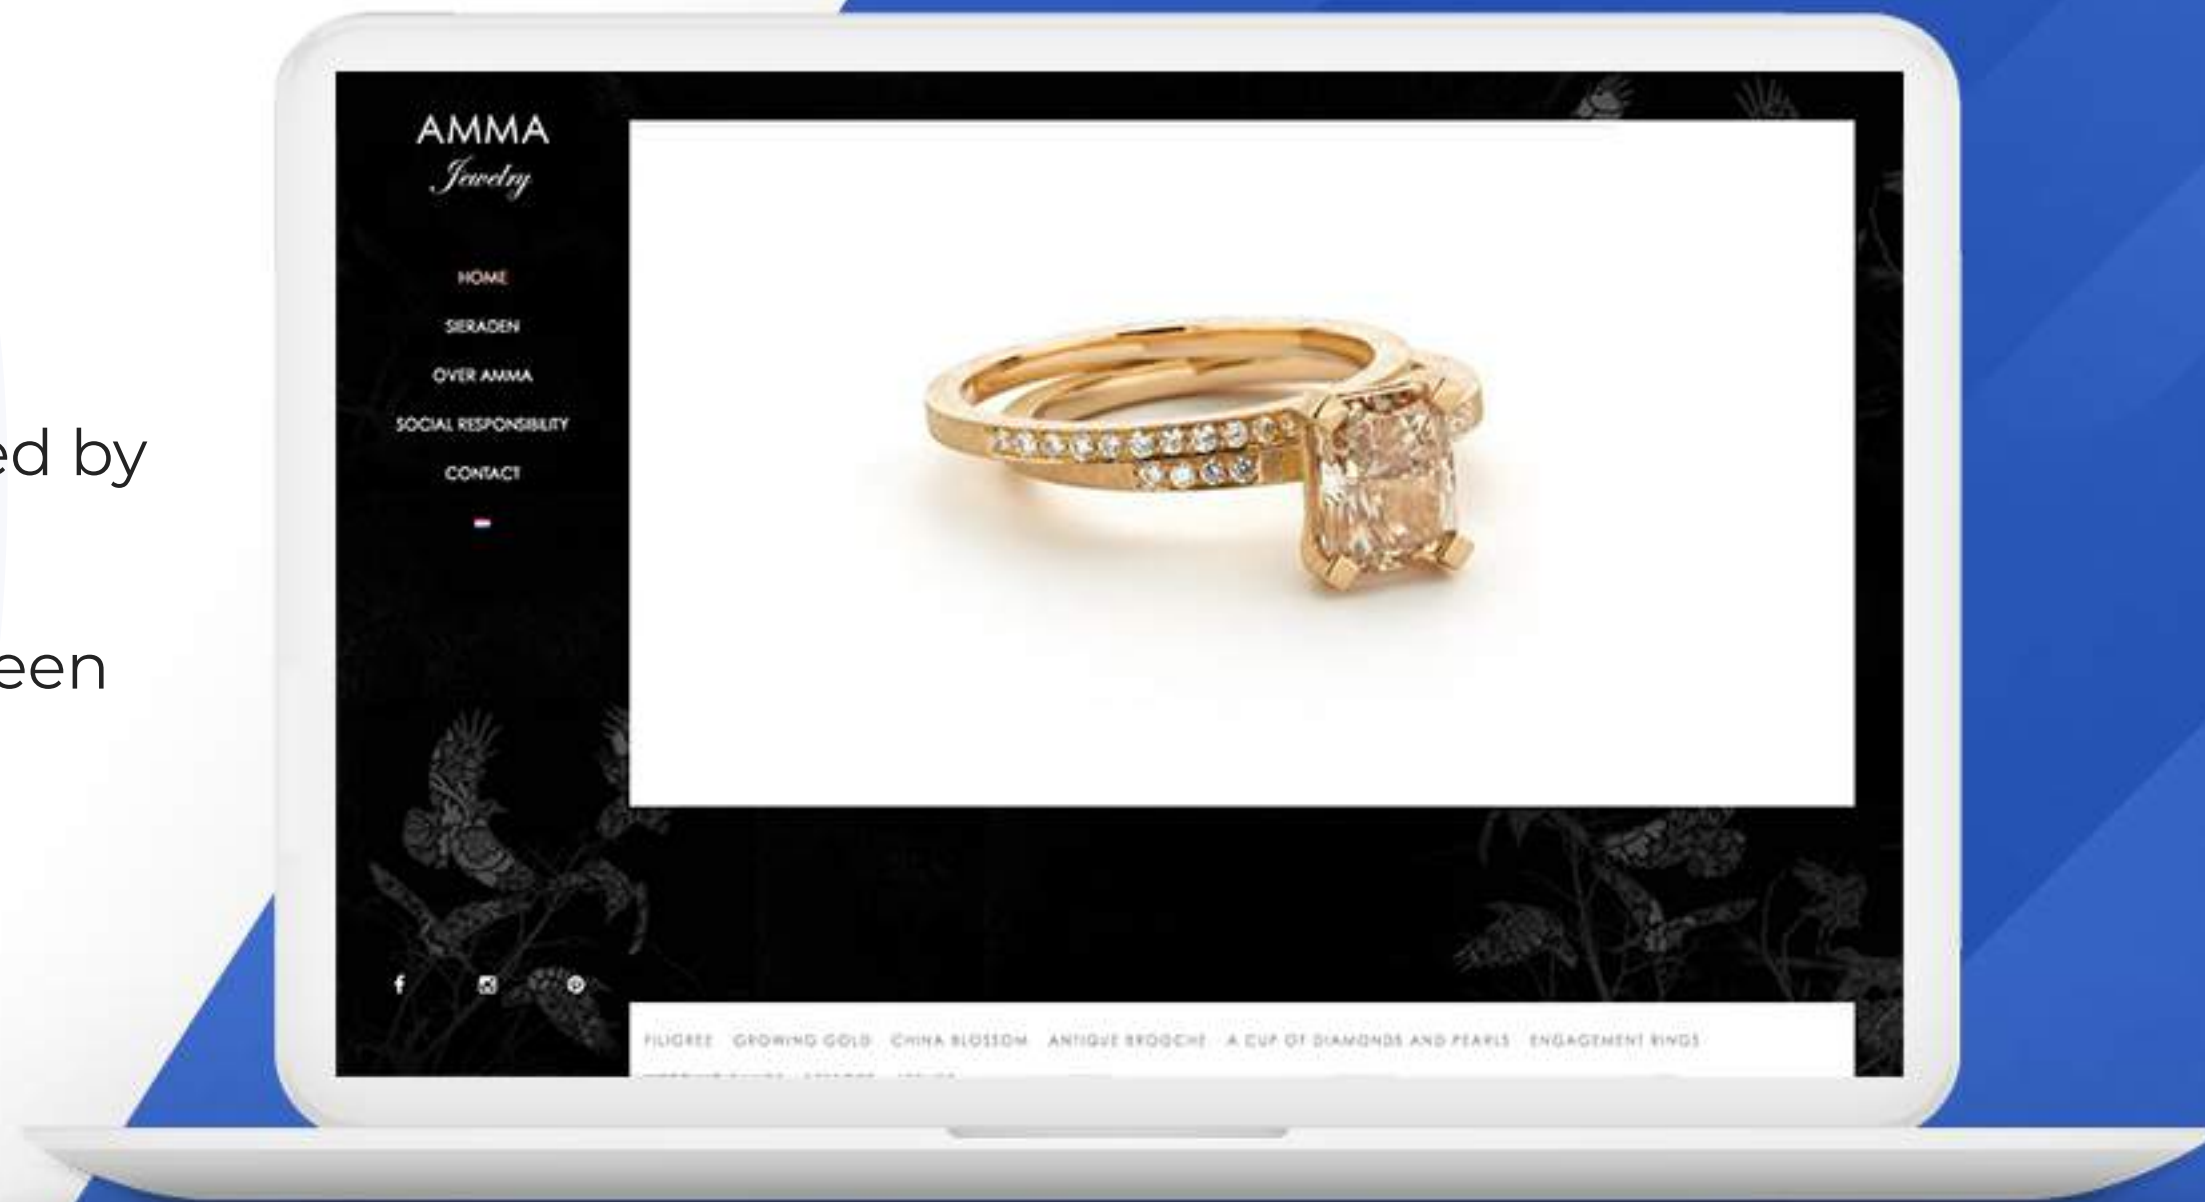 ed by
een
AMMA
Jewelry
HOME
SIERADEN
OVER AMMA
SOCIAL RESPONSIBILITY
CONTACT
FILIGREE GROWING GOLD CHINA BLOSSOM ANTIQUE BROOCHE A CUP OF DIAMONDS AND PEARLS ENGAGEMENT RINGS